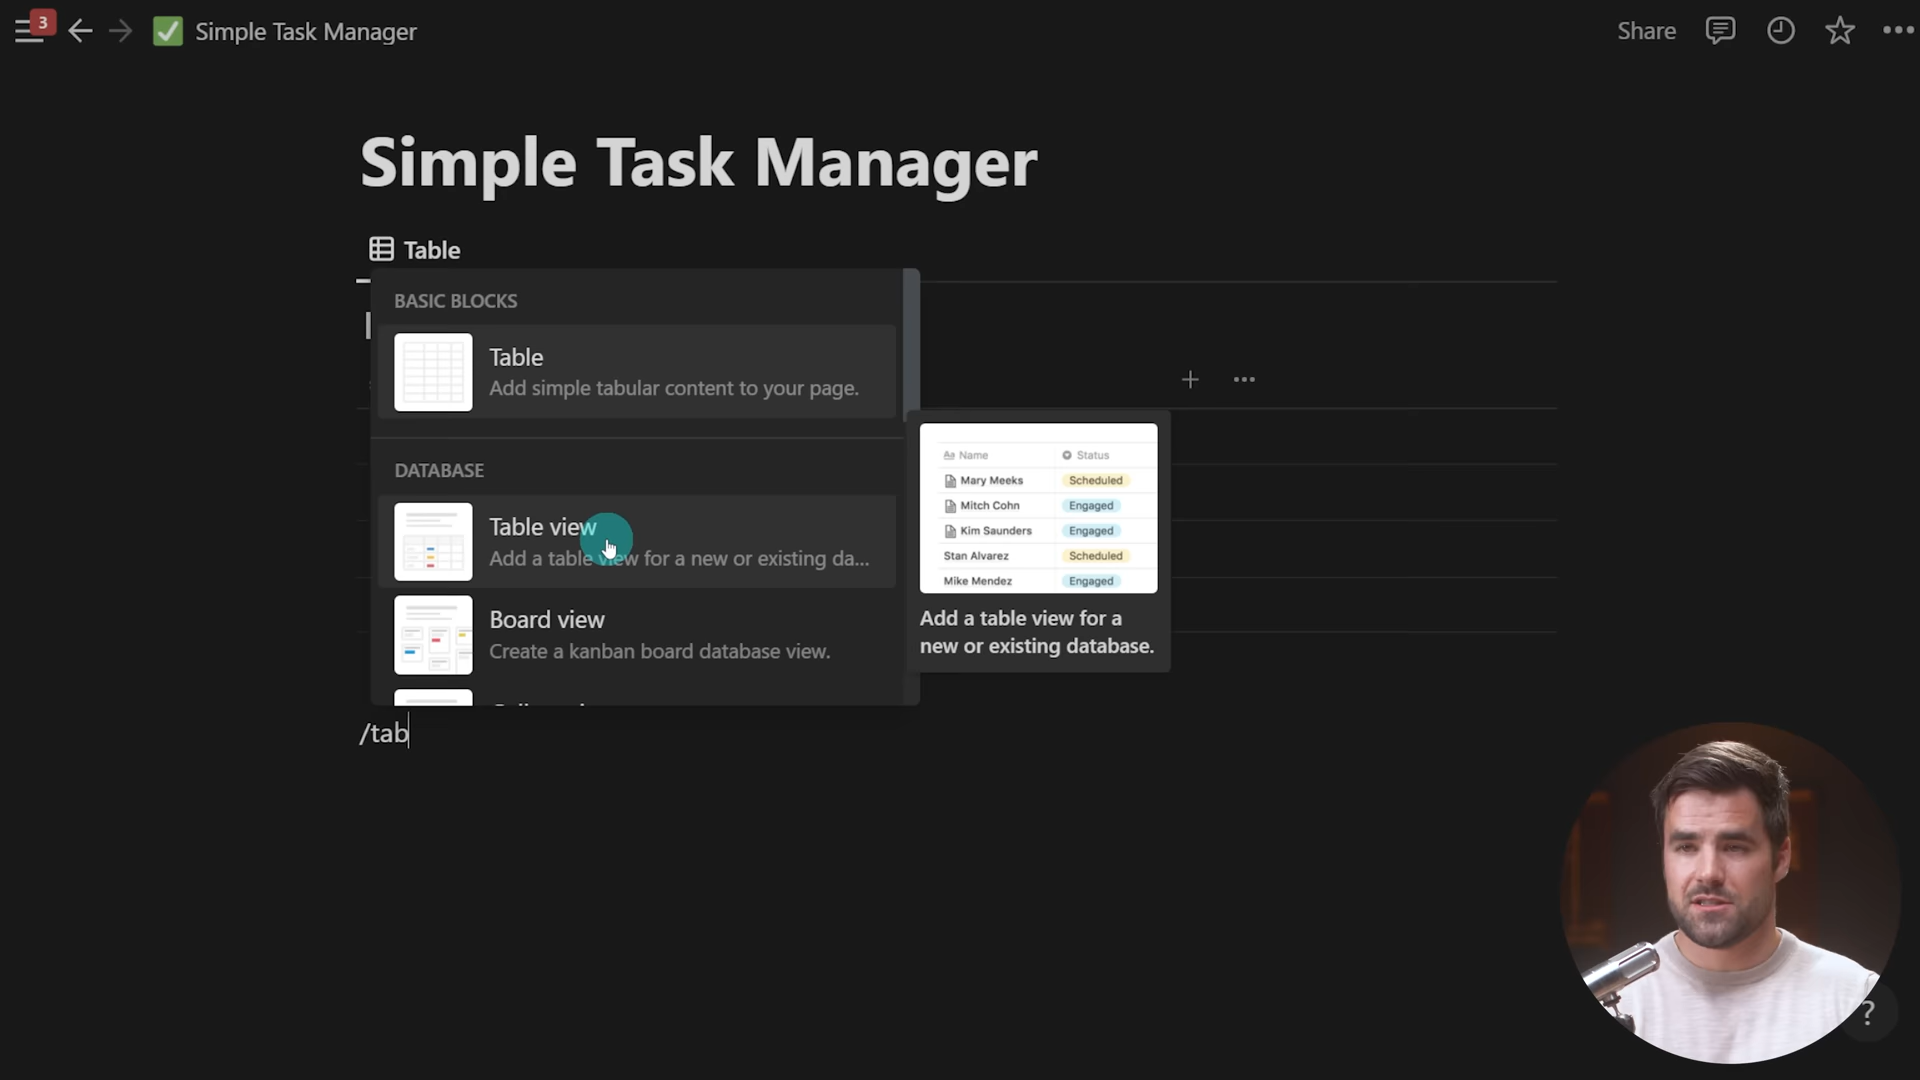 3
Simple Task Manager
Share
Simple Task Manager
Table
BASIC BLOCKS
Table
Add simple tabular content to your page.
DATABASE
Table view
Add a table view for a new or existing da...
Board view
Create a kanban board database view.
Aa Name Status
Mary Meeks Scheduled
Mitch Cohn Engaged
Kim Saunders Engaged
Stan Alvarez Scheduled
Mike Mendez Engaged
Add a table view for a
new or existing database.
/tab
?